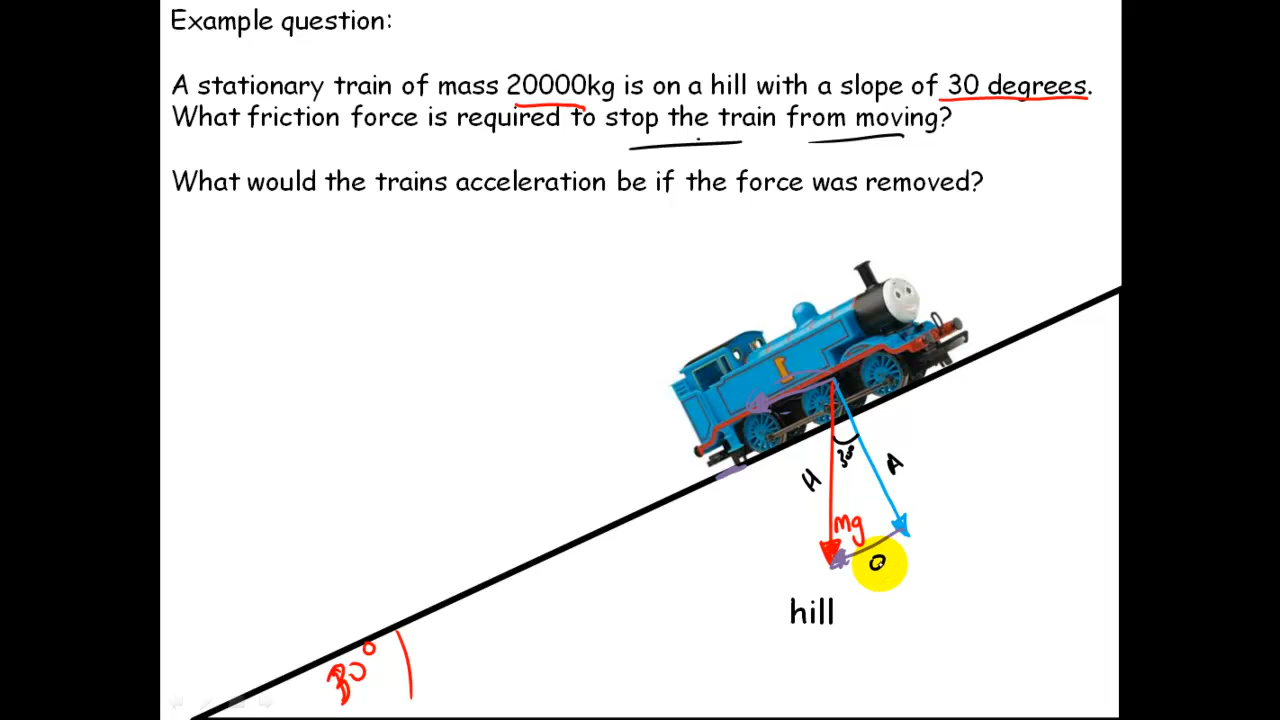 Example question:
A stationary train of mass 20000kg is on a hill with a slope of 30 degrees.
What friction force is required to stop the train from moving?
What would the trains acceleration be if the force was removed?
1
30
H
A
Mg
O
hill
30°